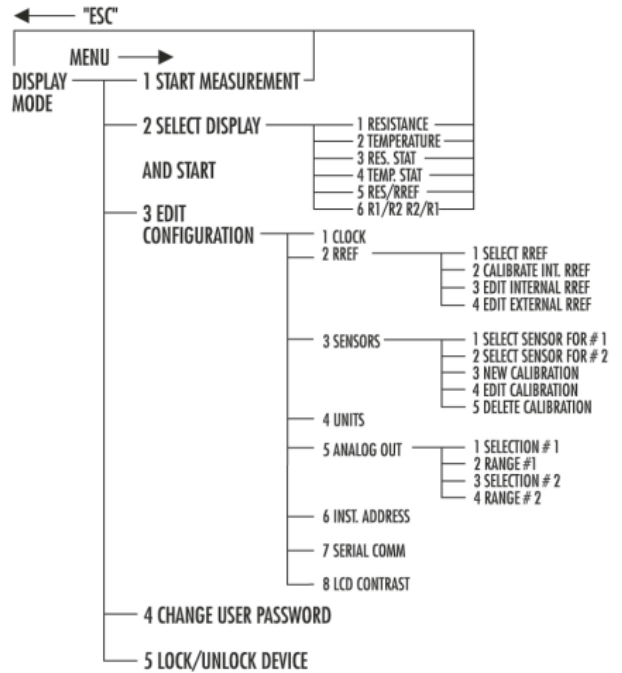 "ESC"
MENU
DISPLAY
MODE
1 START MEASUREMENT
2 SELECT DISPLAY
AND START
1 RESISTANCE
2 TEMPERATURE
3 RES. STAT
4 TEMP. STAT
5 RES/RREF
6 R1/R2 R2/R1
3 EDIT
CONFIGURATION
1 CLOCK
2 RREF
1 SELECT RREF
2 CALIBRATE INT. RREF
3 EDIT INTERNAL RREF
4 EDIT EXTERNAL RREF
3 SENSORS
1 SELECT SENSOR FOR # 1
2 SELECT SENSOR FOR # 2
3 NEW CALIBRATION
4 EDIT CALIBRATION
5 DELETE CALIBRATION
4 UNITS
5 ANALOG OUT
1 SELECTION # 1
2 RANGE #1
3 SELECTION # 2
4 RANGE # 2
6 INST. ADDRESS
7 SERIAL COMM
8 LCD CONTRAST
4 CHANGE USER PASSWORD
5 LOCK/UNLOCK DEVICE